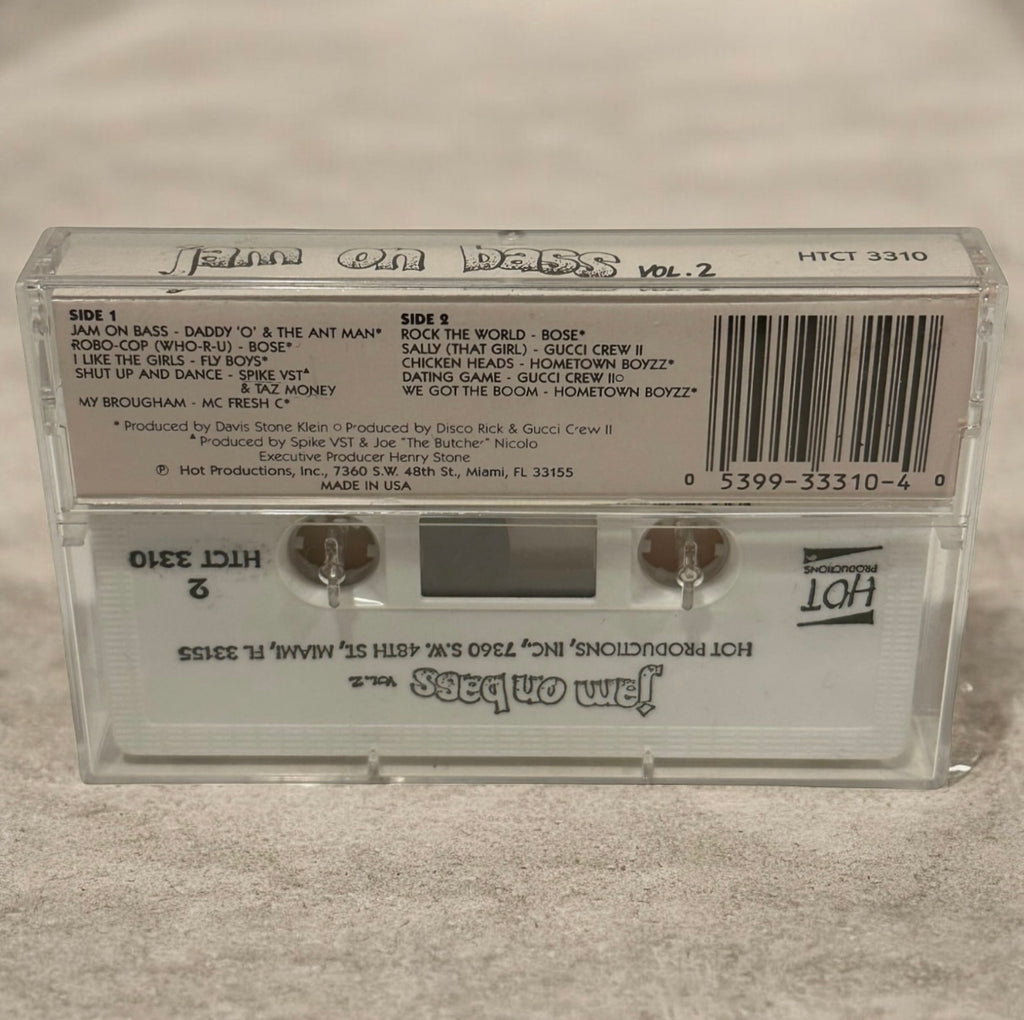 jam on bass VOL. 2 HTCT 3310
SIDE 1
JAM ON BASS - DADDY 'O' & THE ANT MAN*
ROBO-COP (WHO-R-U) - BOSE*
I LIKE THE GIRLS - FLY BOYS*
SHUT UP AND DANCE - SPIKE VST▲
& TAZ MONEY
MY BROUGHAM - MC FRESH C*
SIDE 2
ROCK THE WORLD - BOSE*
SALLY (THAT GIRL) - GUCCI CREW II
CHICKEN HEADS - HOMETOWN BOYZZ*
DATING GAME - GUCCI CREW II○
WE GOT THE BOOM - HOMETOWN BOYZZ*
* Produced by Davis Stone Klein ○ Produced by Disco Rick & Gucci Crew II
▲ Produced by Spike VST & Joe "The Butcher" Nicolo
Executive Producer Henry Stone
℗ Hot Productions, Inc., 7360 S.W. 48th St., Miami, FL 33155
MADE IN USA
0 5399-33310-4 0
jam on bass VOL. 2
HOT PRODUCTIONS, INC., 7360 S.W. 48TH ST., MIAMI, FL 33155
HOT
PRODUCTIONS
2
HTCT 3310